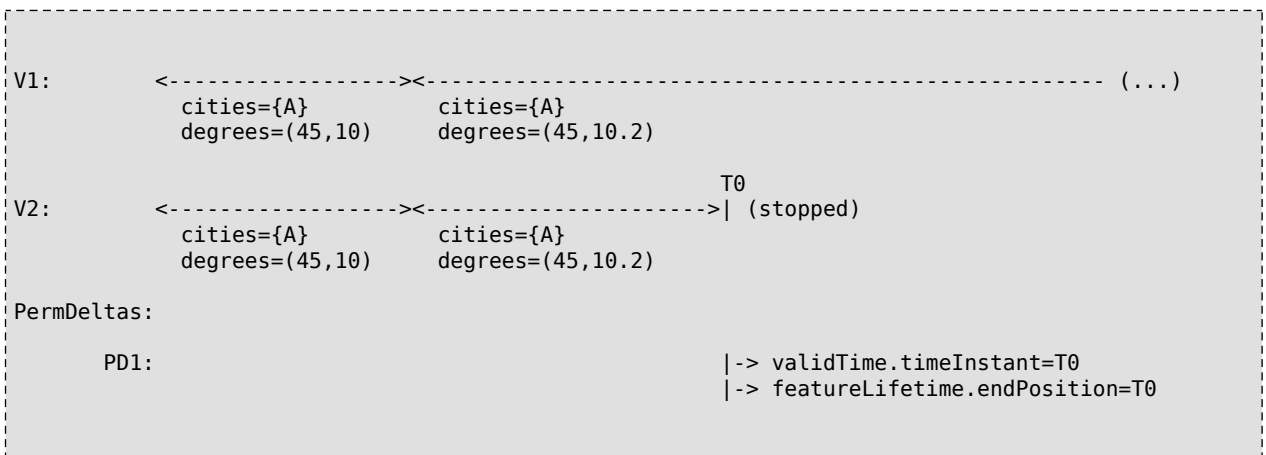 V1: <------------------><----------------------------------------------------- (...)
cities={A} cities={A}
degrees=(45,10) degrees=(45,10.2)
T0
V2: <------------------><---------------------->| (stopped)
cities={A} cities={A}
degrees=(45,10) degrees=(45,10.2)
PermDeltas:
PD1: |-> validTime.timeInstant=T0
|-> featureLifetime.endPosition=T0